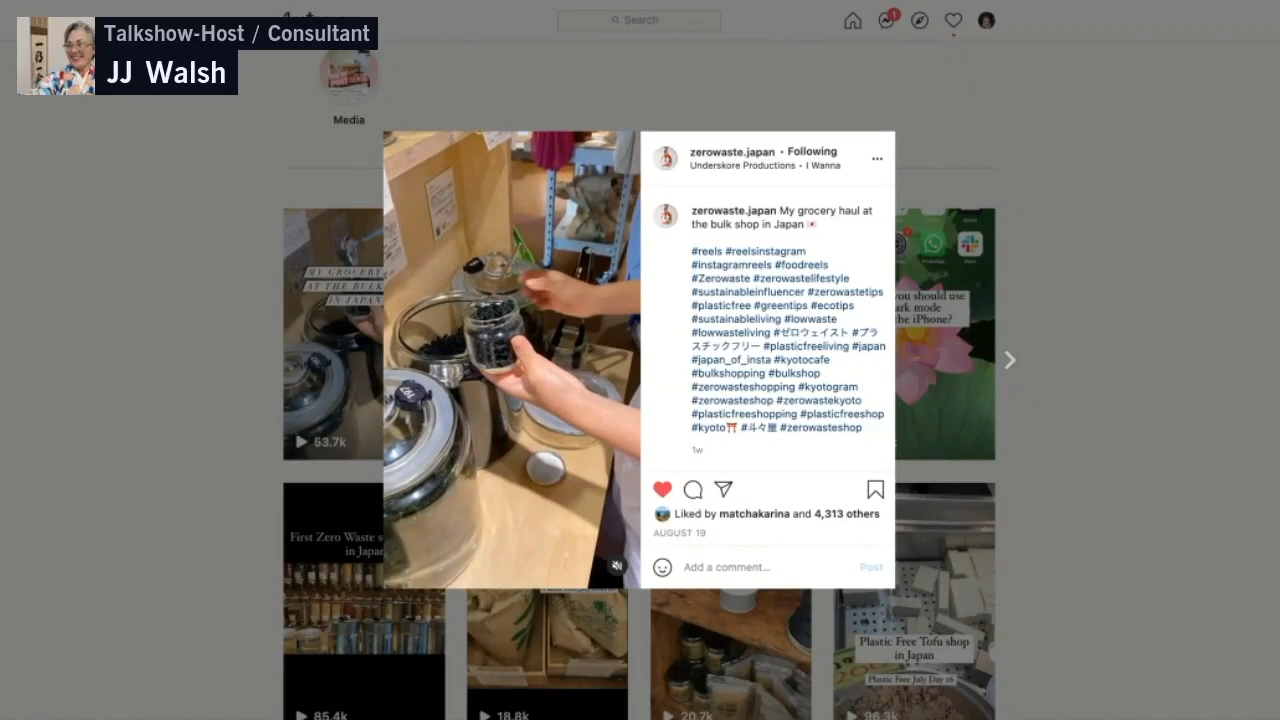 Talkshow-Host / Consultant
JJ Walsh
Search
1
Media
zerowaste.japan • Following
Underskore Productions • I Wanna
zerowaste.japan My grocery haul at
the bulk shop in Japan 🇯🇵
#reels #reelsinstagram
#instagramreels #foodreels
#Zerowaste #zerowastelifestyle
#sustainableinfluencer #zerowastetips
#plasticfree #greentips #ecotips
#sustainableliving #lowwaste
#lowwasteliving #ゼロウェイスト #プラ
スチックフリー #plasticfreeliving #japan
#japan_of_insta #kyotocafe
#bulkshopping #bulkshop
#zerowasteshopping #kyotogram
#zerowasteshop #zerowastekyoto
#plasticfreeshopping #plasticfreeshop
#kyoto⛩ #斗々屋 #zerowasteshop
1w
Liked by matchakarina and 4,313 others
AUGUST 19
Add a comment...
Post
MY GROCERY
AT THE BULK
IN JAPAN
53.7k
you should use
ark mode
the iPhone?
First Zero Waste s
in Japan
85.4k
18.8k
20.7k
Plastic Free Tofu shop
in Japan
Plastic Free July Day 16
96.3k